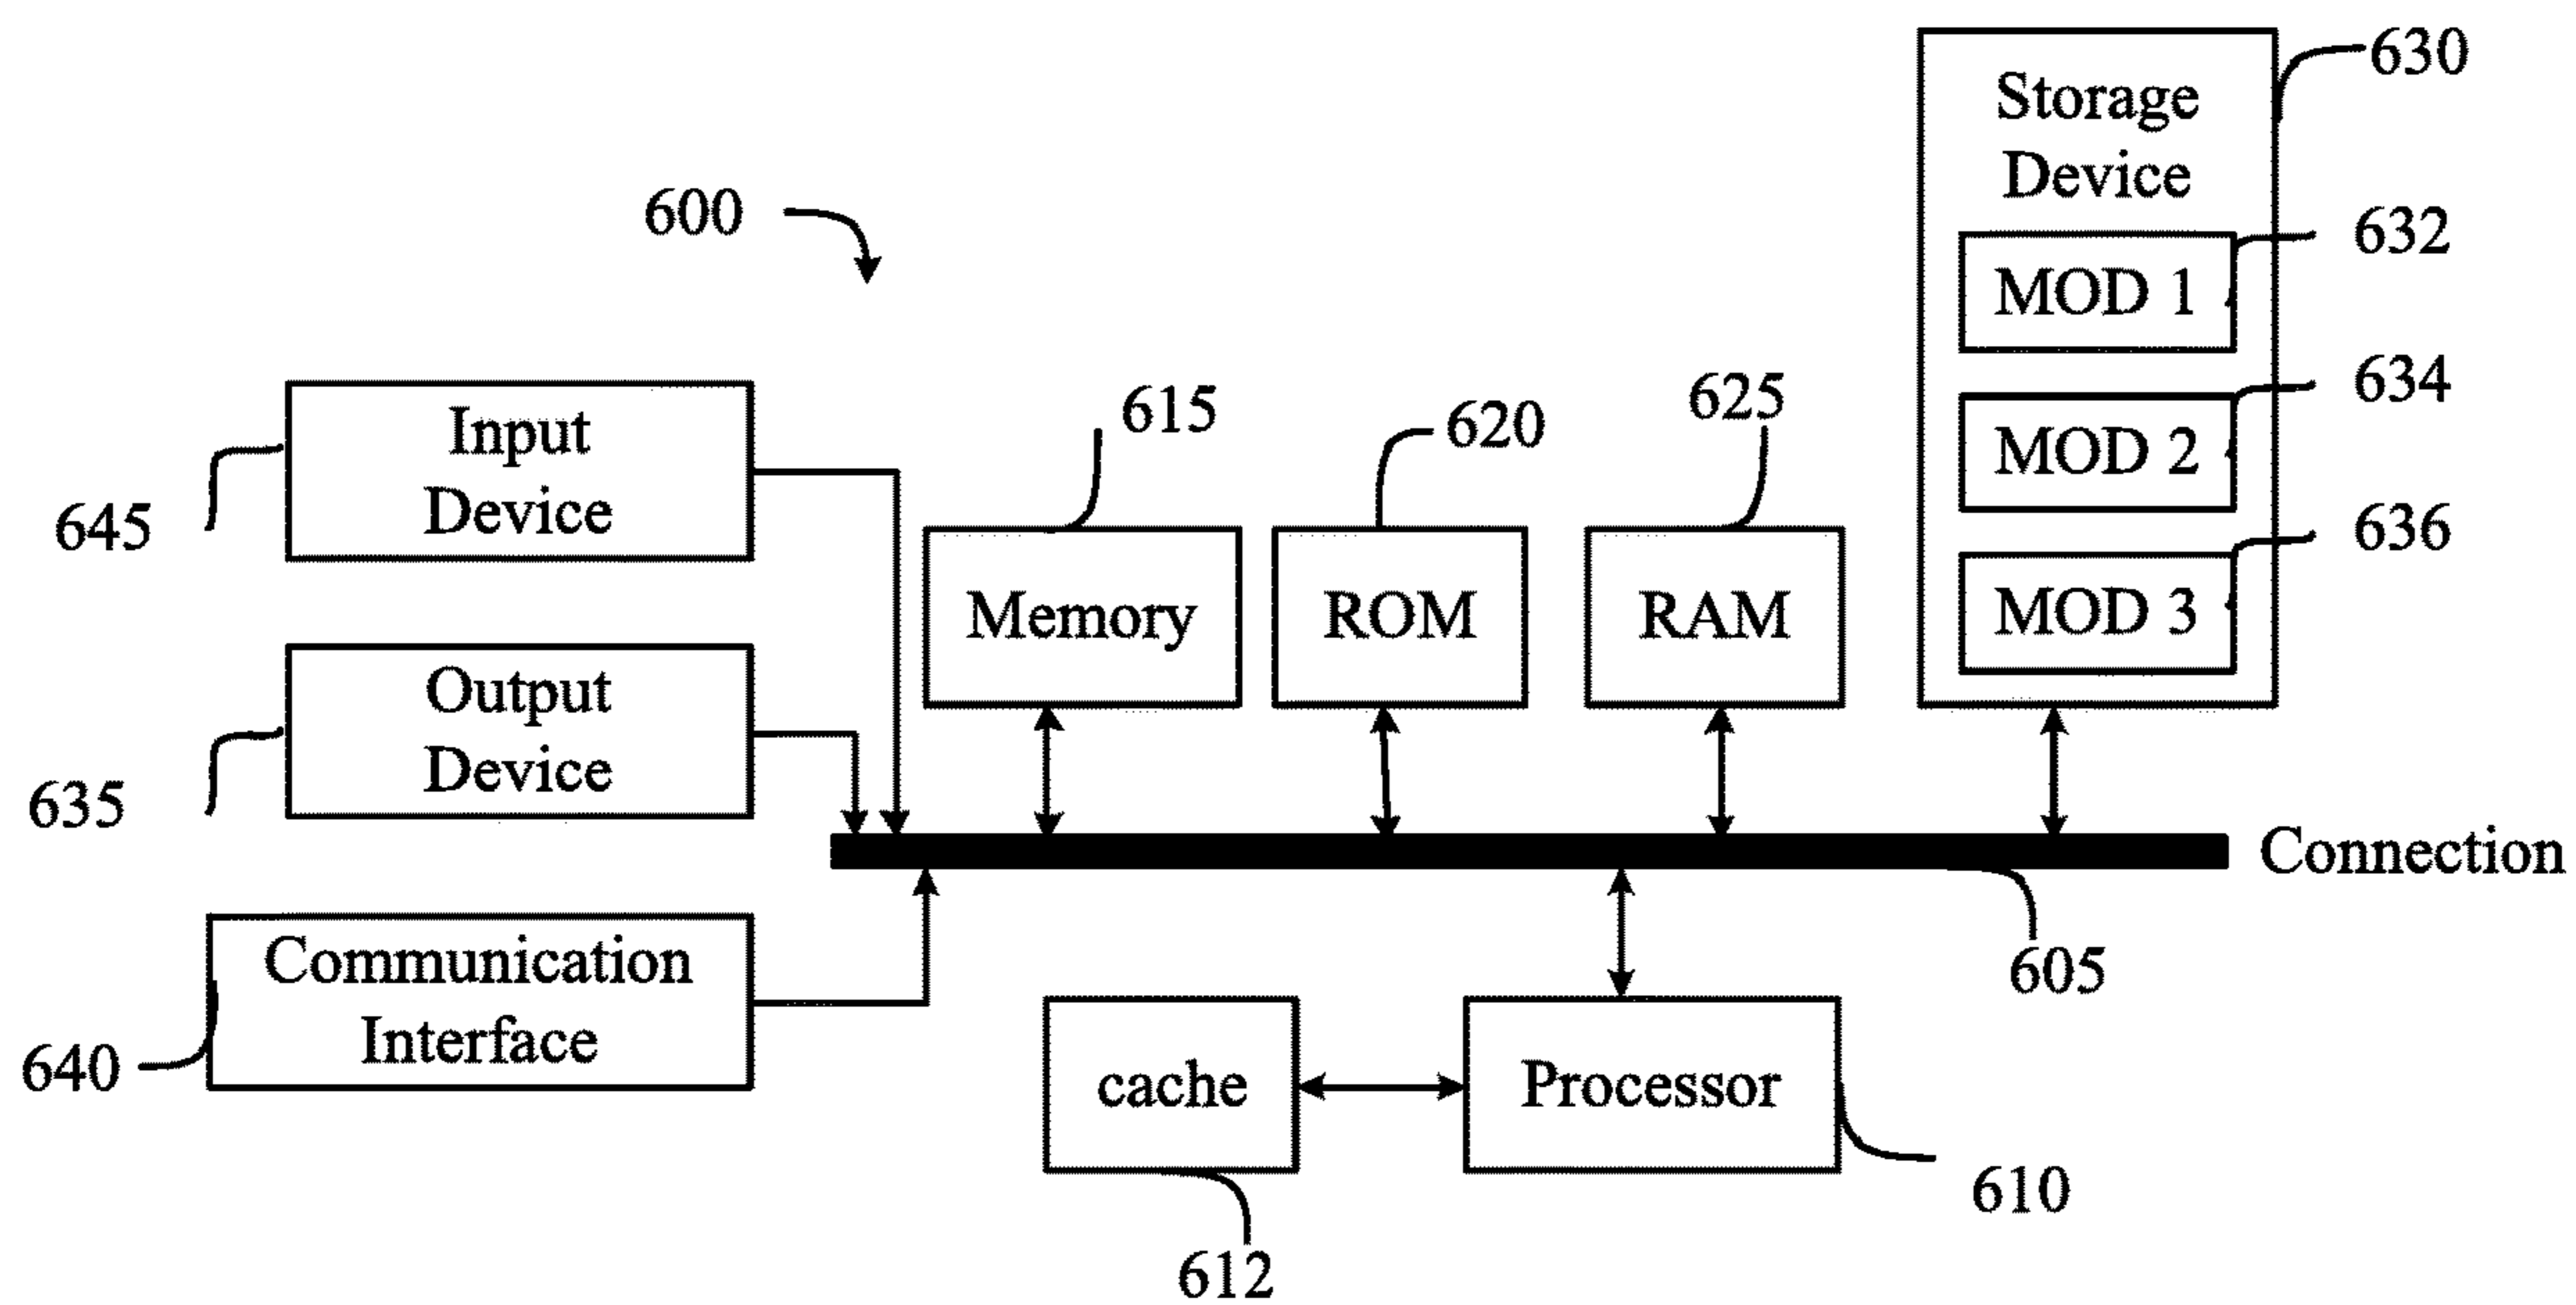 630
Storage
Device
600
632
MOD 1
634
MOD 2
636
MOD 3
645
Input
Device
615
Memory
620
ROM
625
RAM
635
Output
Device
Connection
605
640
Communication
Interface
cache
612
Processor
610